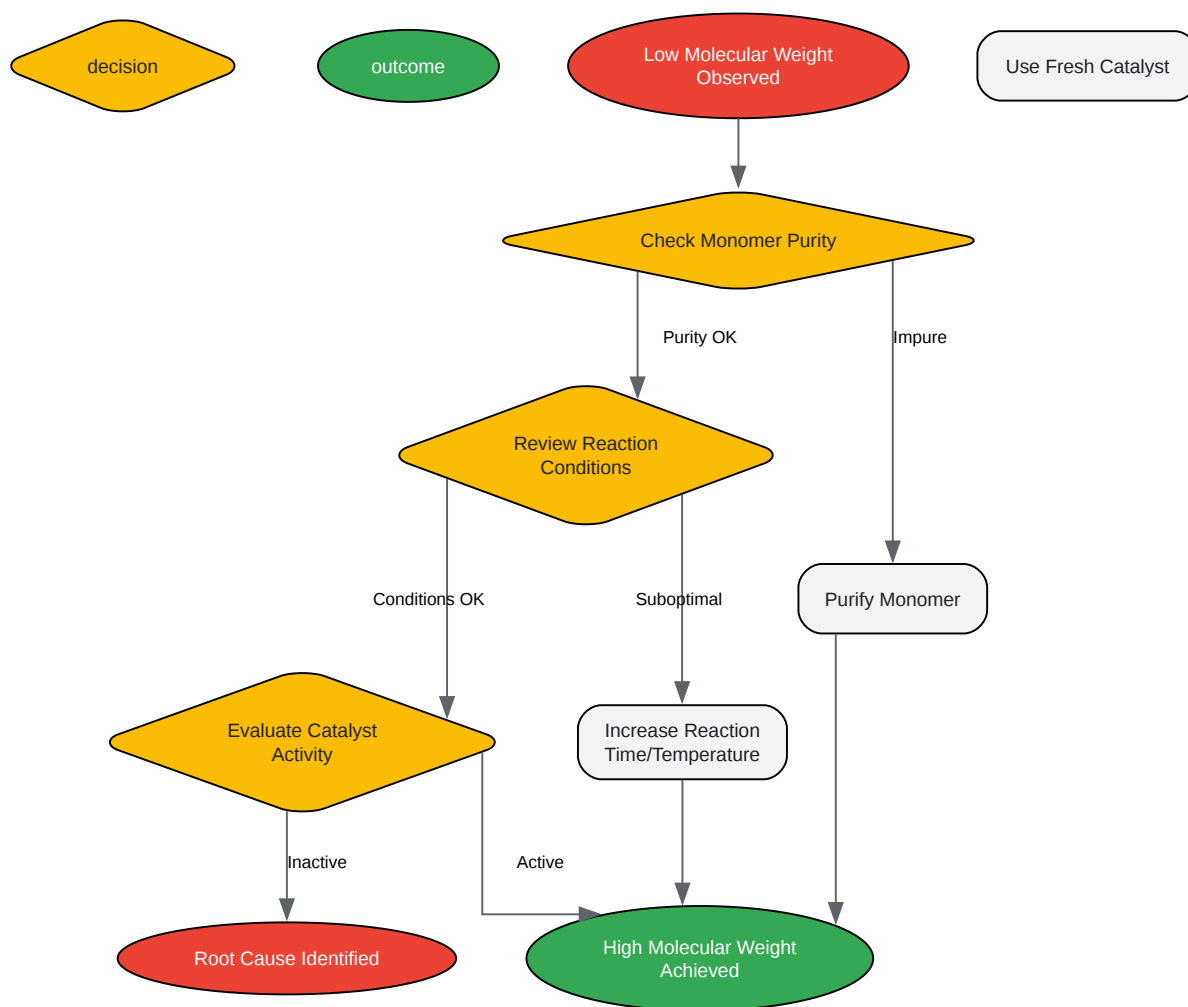 decision
outcome
Low Molecular Weight
Observed
Use Fresh Catalyst
Check Monomer Purity
Purity OK
Impure
Review Reaction
Conditions
Conditions OK
Suboptimal
Purify Monomer
Evaluate Catalyst
Activity
Increase Reaction
Time/Temperature
Inactive
Active
Root Cause Identified
High Molecular Weight
Achieved